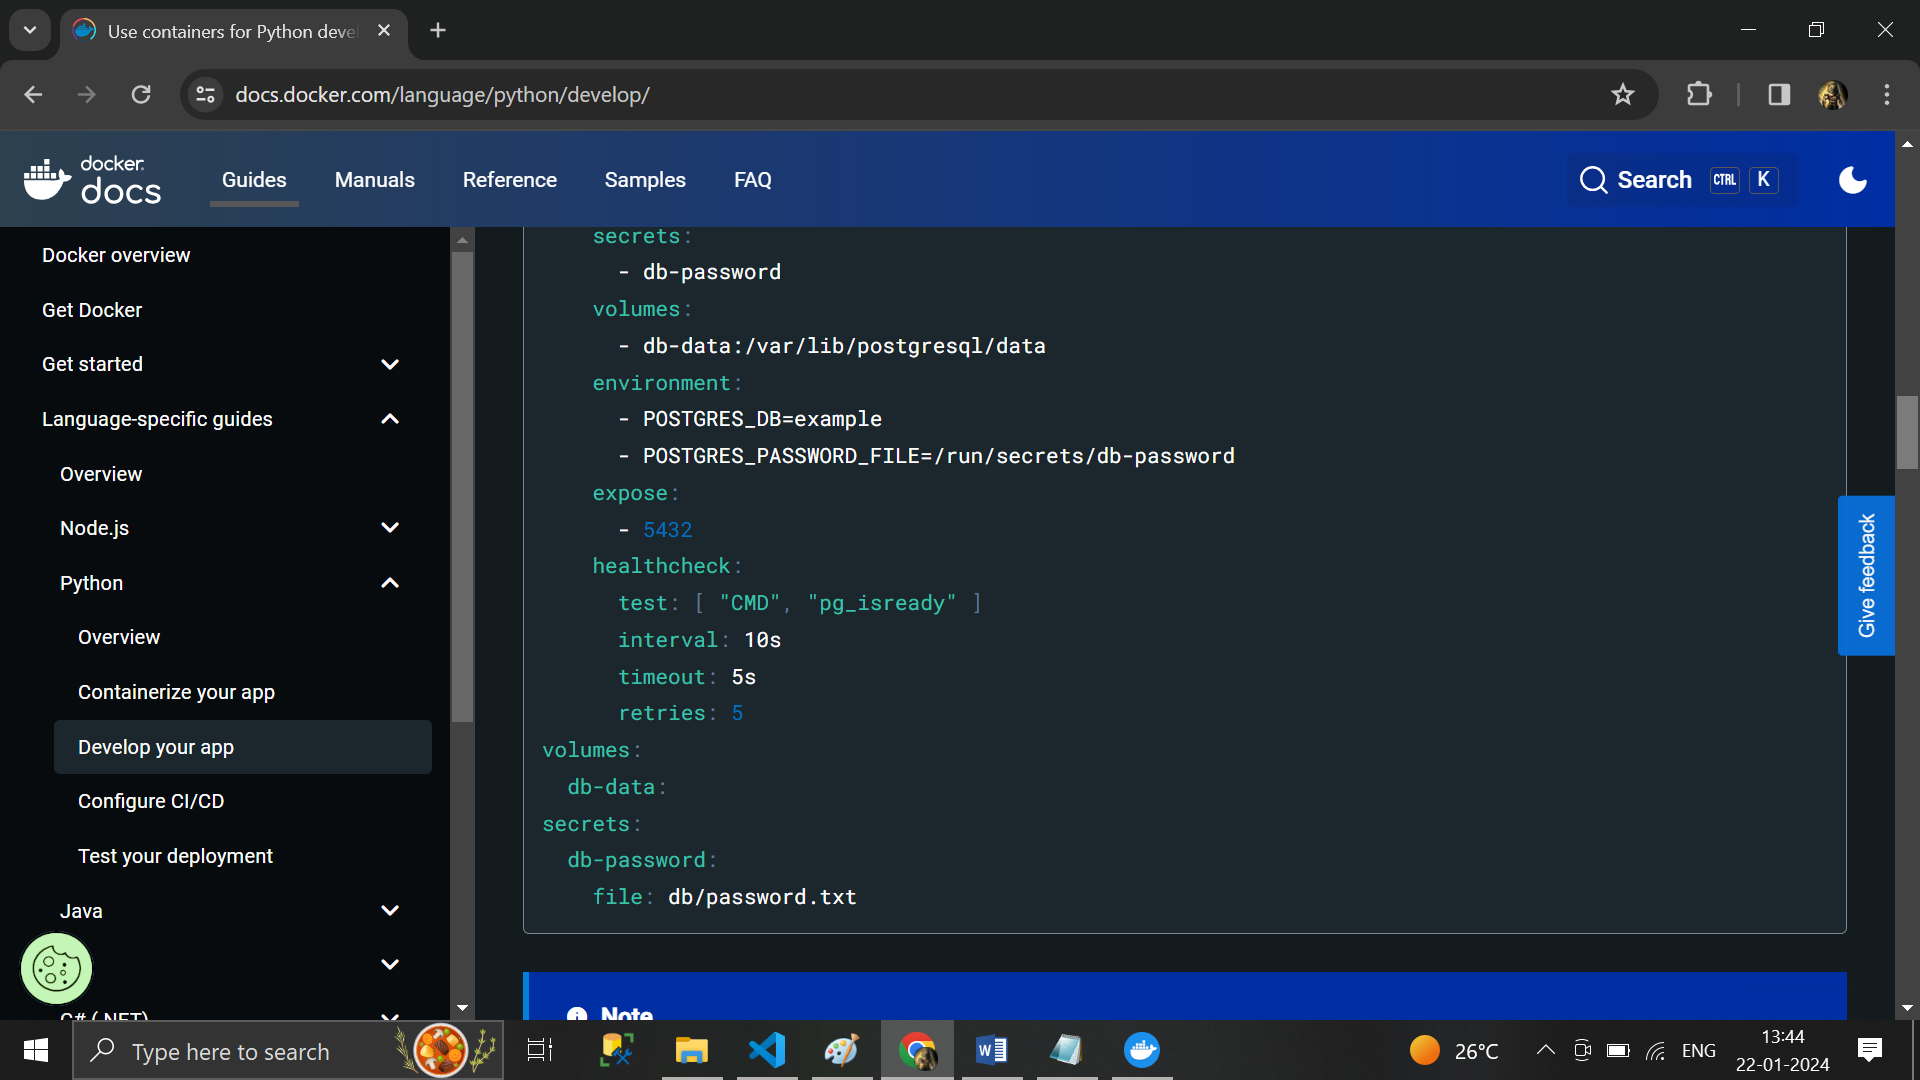 Use containers for Python deve
docs.docker.com/language/python/develop/
docker
docs
Guides
Manuals
Reference
Samples
FAQ
Search
CTRL
K
Docker overview
Get Docker
Get started
Language-specific guides
Overview
Node.js
Python
Overview
Containerize your app
Develop your app
Configure CI/CD
Test your deployment
Java
C# (.NET)
secrets:
- db-password
volumes:
- db-data:/var/lib/postgresql/data
environment:
- POSTGRES_DB=example
- POSTGRES_PASSWORD_FILE=/run/secrets/db-password
expose:
- 5432
healthcheck:
test: [ "CMD", "pg_isready" ]
interval: 10s
timeout: 5s
retries: 5
volumes:
db-data:
secrets:
db-password:
file: db/password.txt
Note
Give feedback
Type here to search
26°C
ENG
13:44
22-01-2024